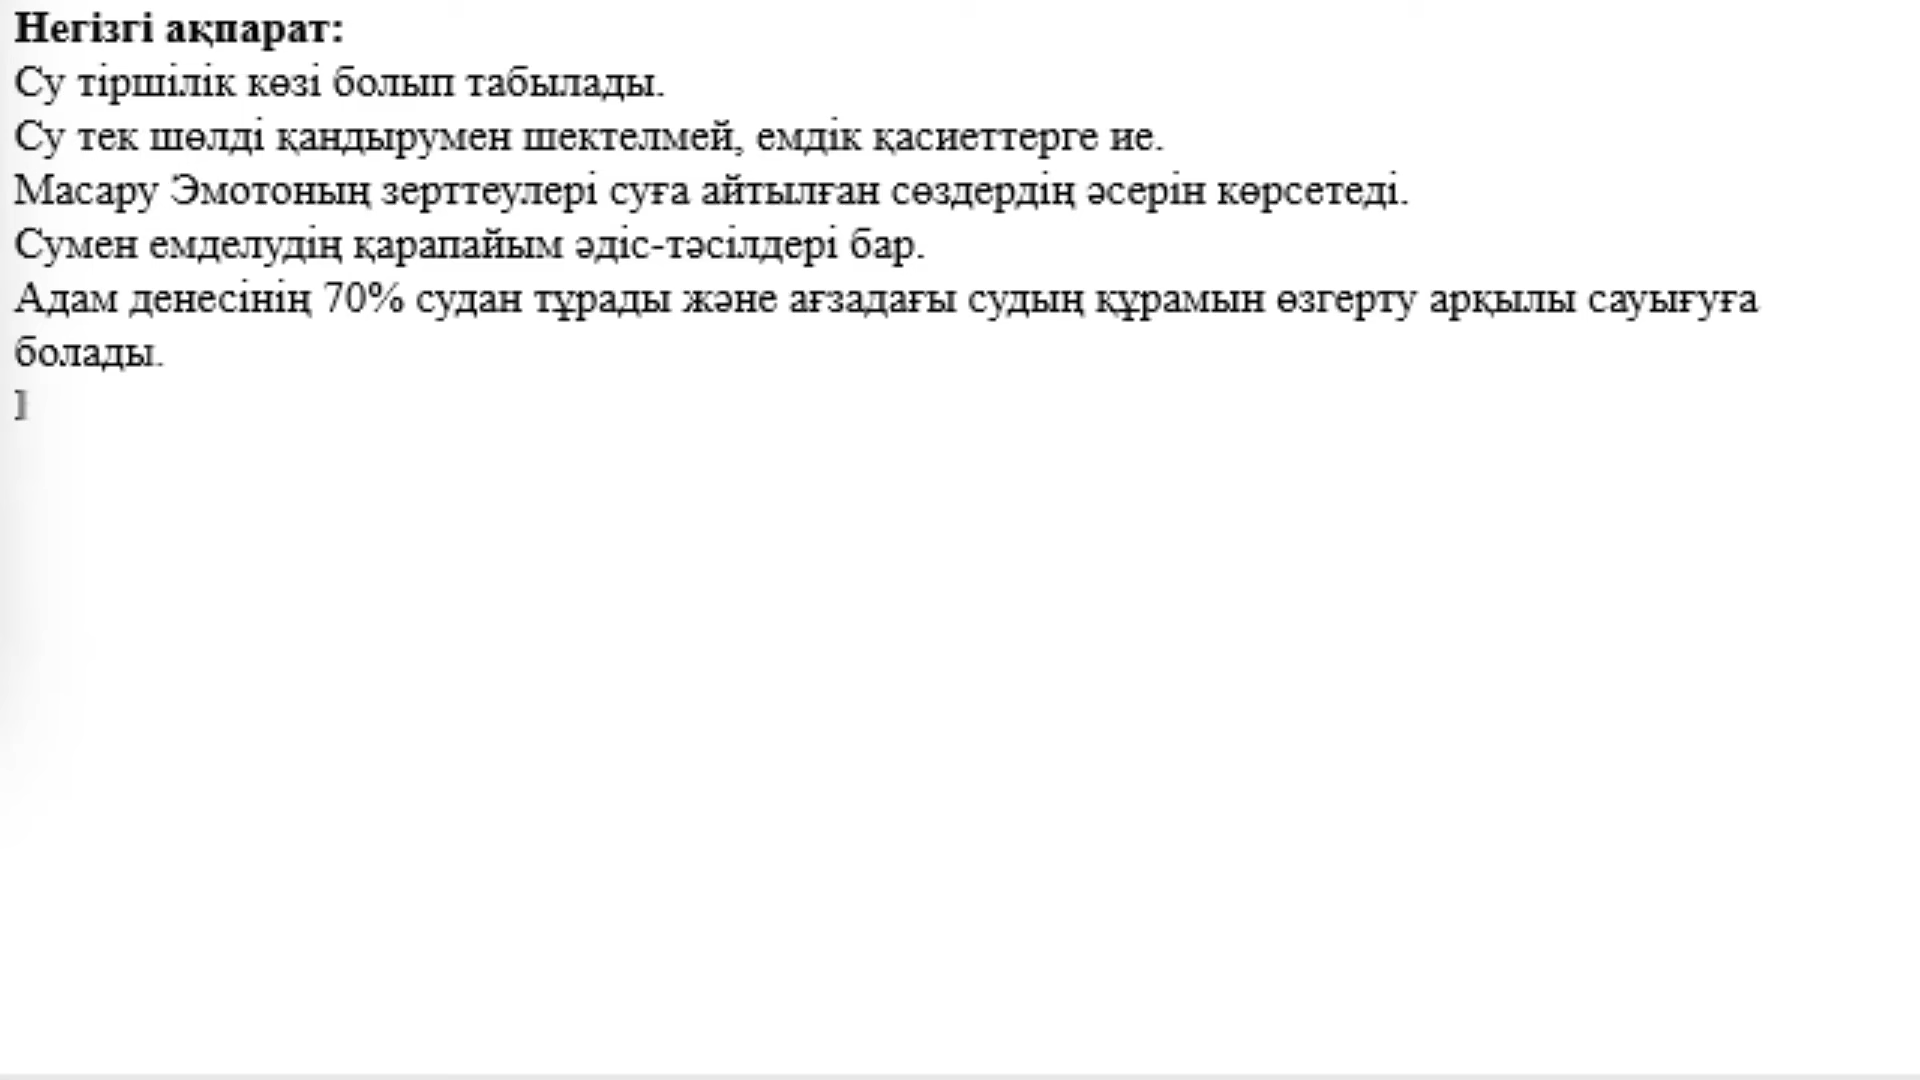 Негізгі ақпарат:
Су тіршілік көзі болып табылады.
Су тек шөлді қандырумен шектелмей, емдік қасиеттерге ие.
Масару Эмотоның зерттеулері суға айтылған сөздердің әсерін көрсетеді.
Сумен емделудің қарапайым әдіс-тәсілдері бар.
Адам денесінің 70% судан тұрады және ағзадағы судың құрамын өзгерту арқылы сауығуға
болады.